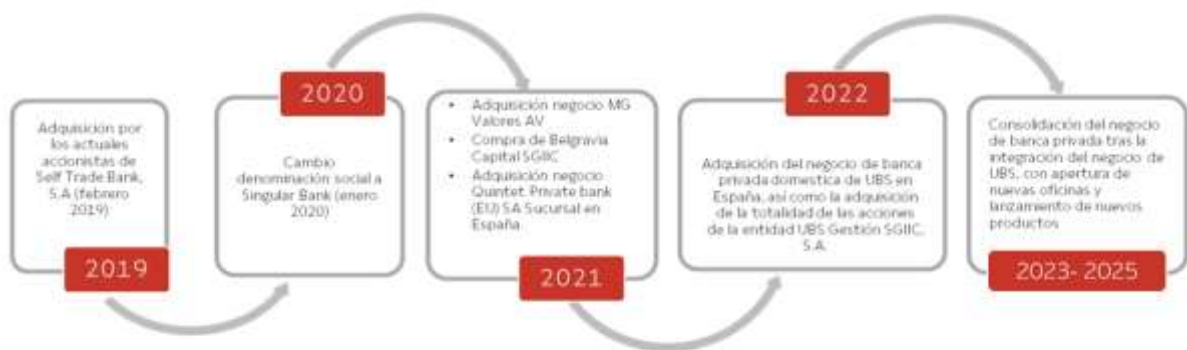 Adquisición por
los actuales
accionistas de
Self Trade Bank,
S.A (febrero
2019)
2019
2020
Cambio
denominación social a
Singular Bank (enero
2020)
• Adquisición negocio MG
Valores AV
• Compra de Belgravia
Capital SGIIC
• Adquisición negocio
Quintet Private bank
(EU) SA Sucursal en
España
2021
2022
Adquisición del negocio de banca
privada domestica de UBS en
España, así como la adquisición
de la totalidad de las acciones
de la entidad UBS Gestión SGIIC,
S.A.
Consolidación del negocio
de banca privada tras la
integración del negocio de
UBS, con apertura de
nuevas oficinas y
lanzamiento de nuevos
productos
2023- 2025